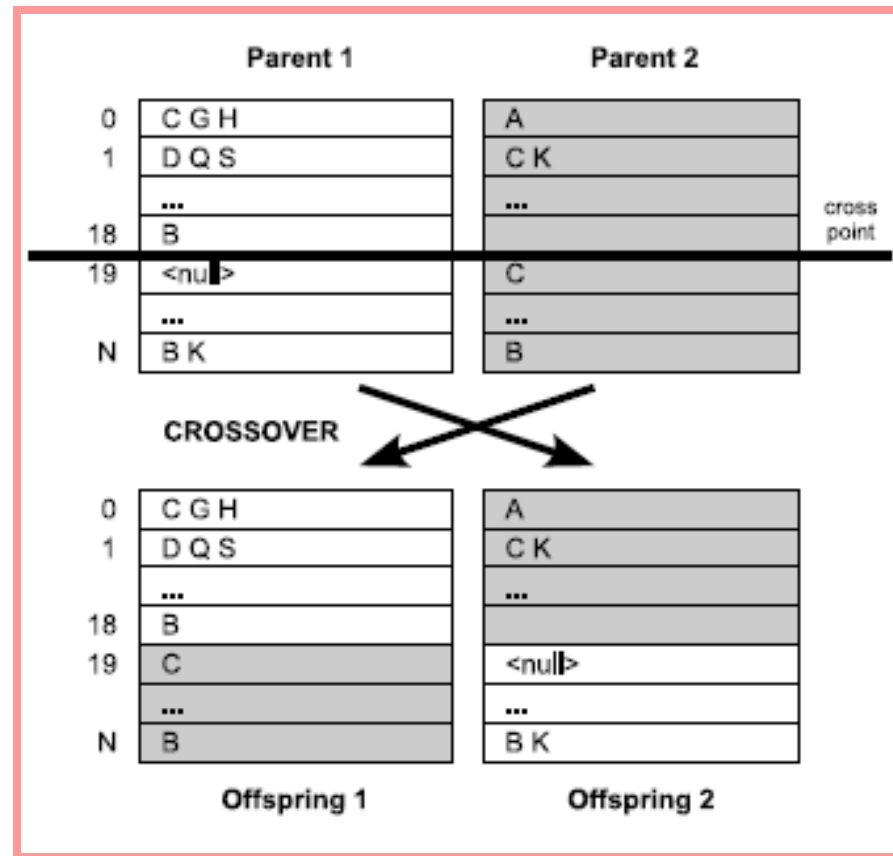 Parent 1 Parent 2
0 C G H A
1 D Q S C K
... ...
18 B
cross
point
19 <null> C
... ...
N B K B
CROSSOVER
0 C G H A
1 D Q S C K
... ...
18 B
19 C <null>
... ...
N B B K
Offspring 1 Offspring 2